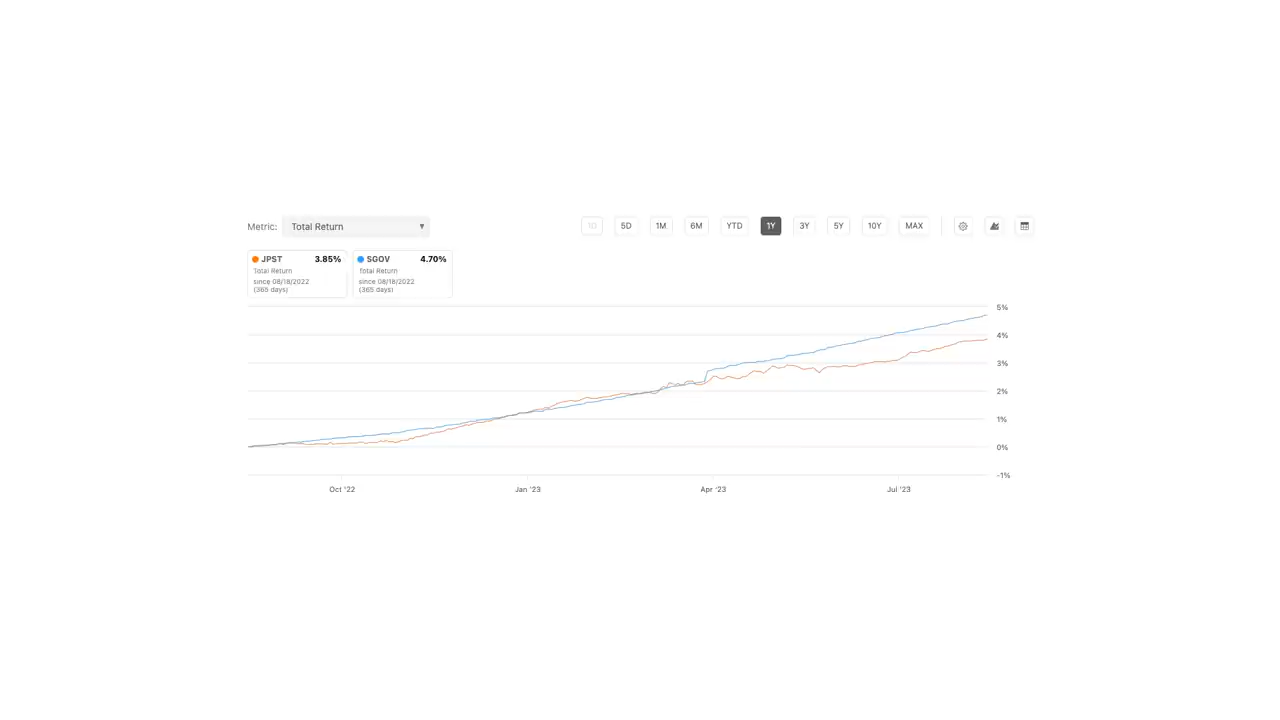 Metric: Total Return ▼ 1D 5D 1M 6M YTD 1Y 3Y 5Y 10Y MAX
JPST 3.85%
Total Return
since 08/18/2022
(365 days)
SGOV 4.70%
Total Return
since 08/18/2022
(365 days)
5%
4%
3%
2%
1%
0%
-1%
Oct '22 Jan '23 Apr '23 Jul '23